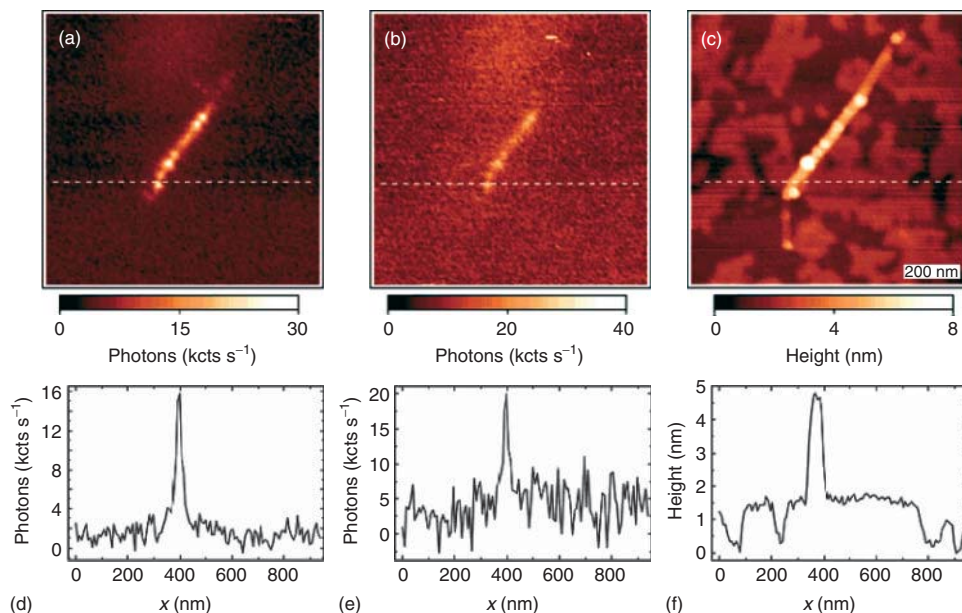 (a)
(b)
(c)
200 nm
0 15 30
Photons (kcts s⁻¹)
0 20 40
Photons (kcts s⁻¹)
0 4 8
Height (nm)
16
12
8
4
0
Photons (kcts s⁻¹)
0 200 400 600 800
(d) x (nm)
20
15
10
5
0
Photons (kcts s⁻¹)
0 200 400 600 800
(e) x (nm)
5
4
3
2
1
0
Height (nm)
0 200 400 600 800
(f) x (nm)